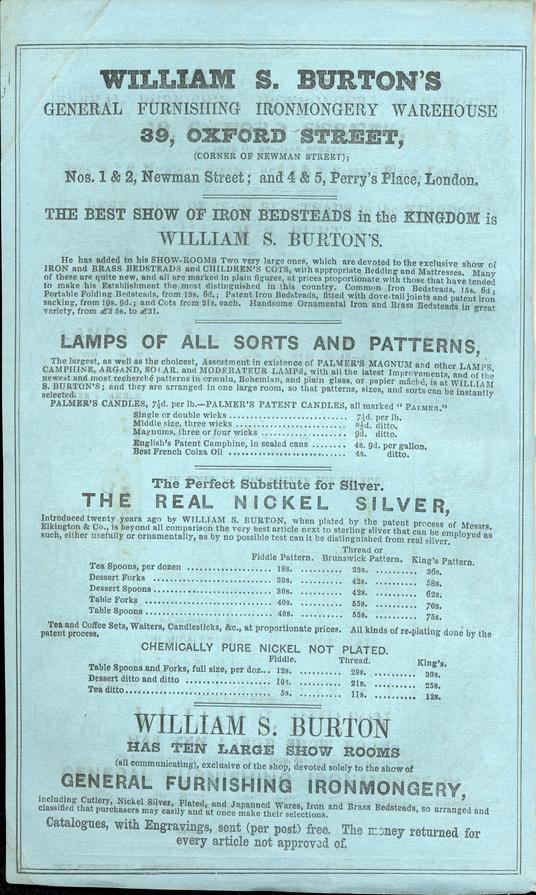 WILLIAM S. BURTON'S
GENERAL FURNISHING IRONMONGERY WAREHOUSE
39, OXFORD STREET,
(CORNER OF NEWMAN STREET);
Nos. 1 & 2, Newman Street; and 4 & 5, Perry's Place, London.
THE BEST SHOW OF IRON BEDSTEADS in the KINGDOM is
WILLIAM S. BURTON'S.
He has added to his SHOW-ROOMS Two very large ones, which are devoted to the exclusive show of
IRON and BRASS BEDSTEADS and CHILDREN'S COTS, with appropriate Bedding and Mattresses. Many
of these are quite new, and all are marked in plain figures, at prices proportionate with those that have tended
to make his Establishment the most distinguished in this country. Common Iron Bedsteads, 15s. 6d;
Portable Folding Bedsteads, from 13s. 6d.; Patent Iron Bedsteads, fitted with dove-tail joints and patent iron
sacking, from 19s. 9d.; and Cots from 21s. each. Handsome Ornamental Iron and Brass Bedsteads in great
variety, from £3 5s. to £31.
LAMPS OF ALL SORTS AND PATTERNS,
The largest, as well as the choicest, Assortment in existence of PALMER'S MAGNUM and other LAMPS,
CAMPHINE, ARGAND, SOLAR, and MODERATEUR LAMPS, with all the latest Improvements, and of the
newest and most recherché patterns in ormulu, Bohemian, and plain glass, or papier mâché, is at WILLIAM
S. BURTON'S; and they are arranged in one large room, so that patterns, sizes, and sorts can be instantly
selected.
PALMER'S CANDLES, 7½d. per lb.—PALMER'S PATENT CANDLES, all marked "PALMER."
Single or double wicks .......................... 7½d. per lb.
Middle size, three wicks ........................ 8½d. ditto.
Magnums, three or four wicks .................... 9d. ditto.
English's Patent Camphine, in sealed cans ........ 4s. 9d. per gallon.
Best French Colza Oil ............................ 4s. ditto.
The Perfect Substitute for Silver.
THE REAL NICKEL SILVER,
Introduced twenty years ago by WILLIAM S. BURTON, when plated by the patent process of Messrs.
Elkington & Co., is beyond all comparison the very best article next to sterling silver that can be employed as
such, either usefully or ornamentally, as by no possible test can it be distinguished from real silver.
Thread or
Fiddle Pattern. Brunswick Pattern. King's Pattern.
Tea Spoons, per dozen .................. 18s. .......... 23s. .......... 36s.
Dessert Forks .......................... 30s. .......... 42s. .......... 58s.
Dessert Spoons ......................... 30s. .......... 42s. .......... 62s.
Table Forks ............................ 40s. .......... 55s. .......... 70s.
Table Spoons ........................... 40s. .......... 55s. .......... 75s.
Tea and Coffee Sets, Waiters, Candlesticks, &c., at proportionate prices. All kinds of re-plating done by the
patent process.
CHEMICALLY PURE NICKEL NOT PLATED.
Fiddle. Thread. King's.
Table Spoons and Forks, full size, per doz... 12s. .......... 28s. .......... 30s.
Dessert ditto and ditto .................... 10s. .......... 21s. .......... 25s.
Tea ditto .................................. 5s. .......... 11s. .......... 12s.
WILLIAM S. BURTON
HAS TEN LARGE SHOW ROOMS
(all communicating), exclusive of the shop, devoted solely to the show of
GENERAL FURNISHING IRONMONGERY,
including Cutlery, Nickel Silver, Plated, and Japanned Wares, Iron and Brass Bedsteads, so arranged and
classified that purchasers may easily and at once make their selections.
Catalogues, with Engravings, sent (per post) free. The money returned for
every article not approved of.